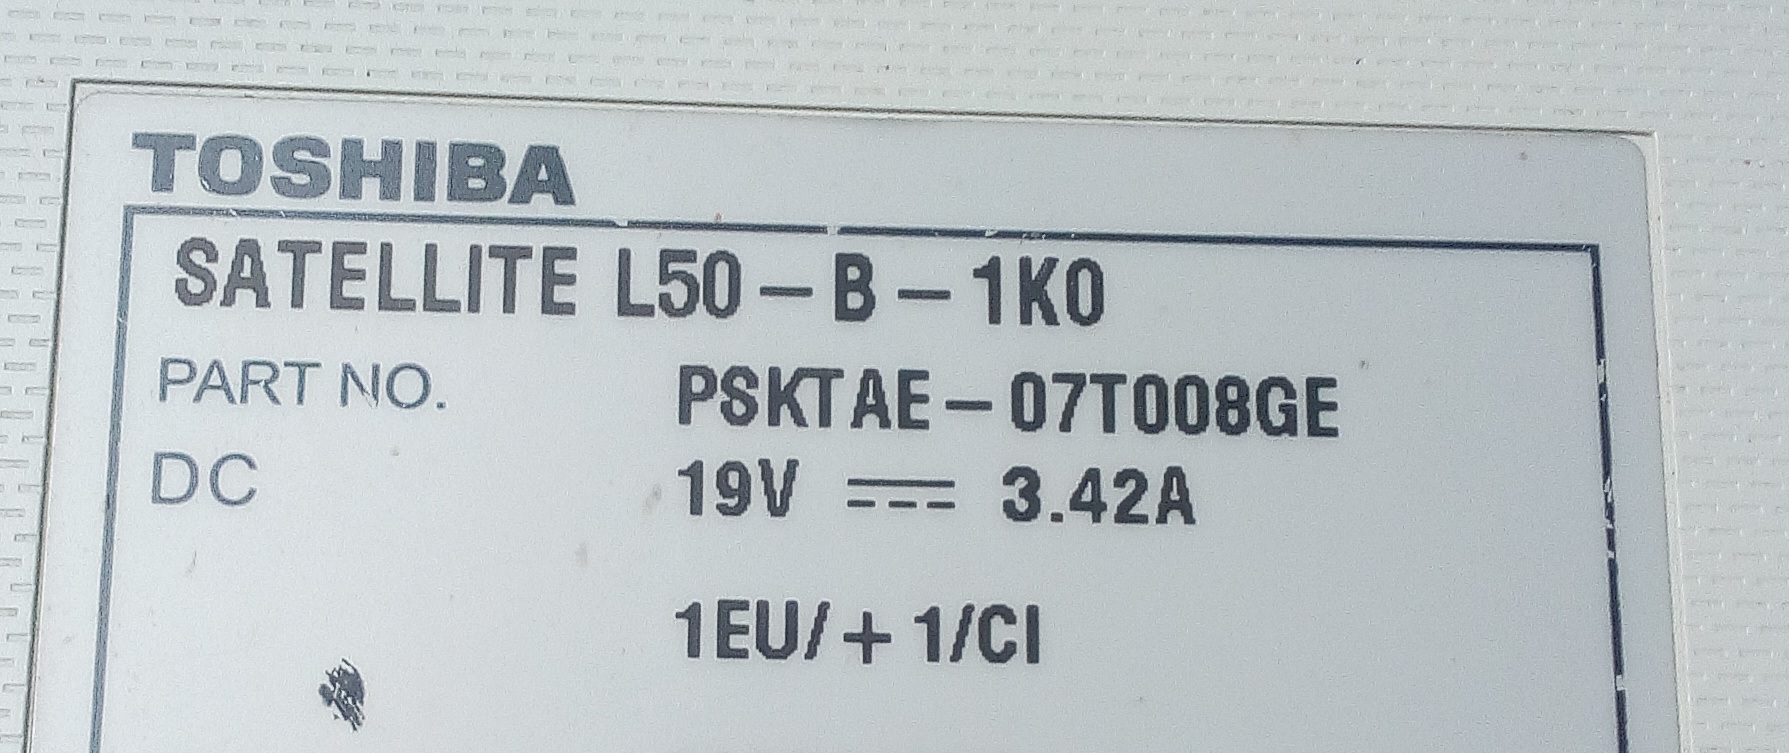 TOSHIBA
SATELLITE L50-B-1K0
PART NO. PSKTAE-07T008GE
DC 19V ⎓ 3.42A
1EU/+1/CI